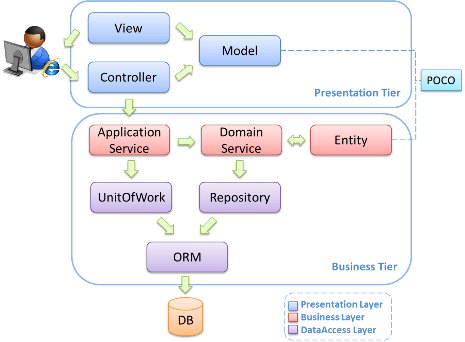 View
Model
Controller
POCO
Presentation Tier
Application
Service
Domain
Service
Entity
UnitOfWork
Repository
ORM
Business Tier
DB
Presentation Layer
Business Layer
DataAccess Layer